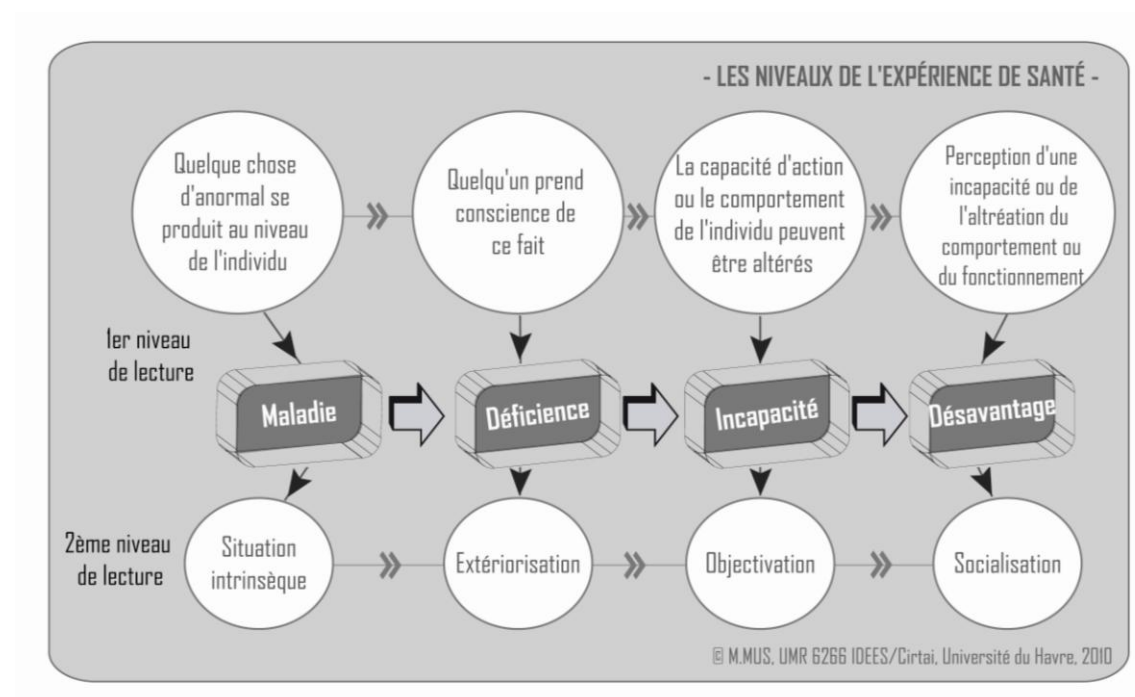 - LES NIVEAUX DE L'EXPÉRIENCE DE SANTÉ -
Quelque chose
d'anormal se
produit au niveau
de l'individu
Quelqu'un prend
conscience de
ce fait
La capacité d'action
ou le comportement
de l'individu peuvent
être altérés
Perception d'une
incapacité ou de
l'altréation du
comportement ou
du fonctionnement
1er niveau
de lecture
Maladie
Déficience
Incapacité
Désavantage
2ème niveau
de lecture
Situation
intrinsèque
Extériorisation
Objectivation
Socialisation
© M.MUS, UMR 6266 IDEES/Cirtai, Université du Havre, 2010